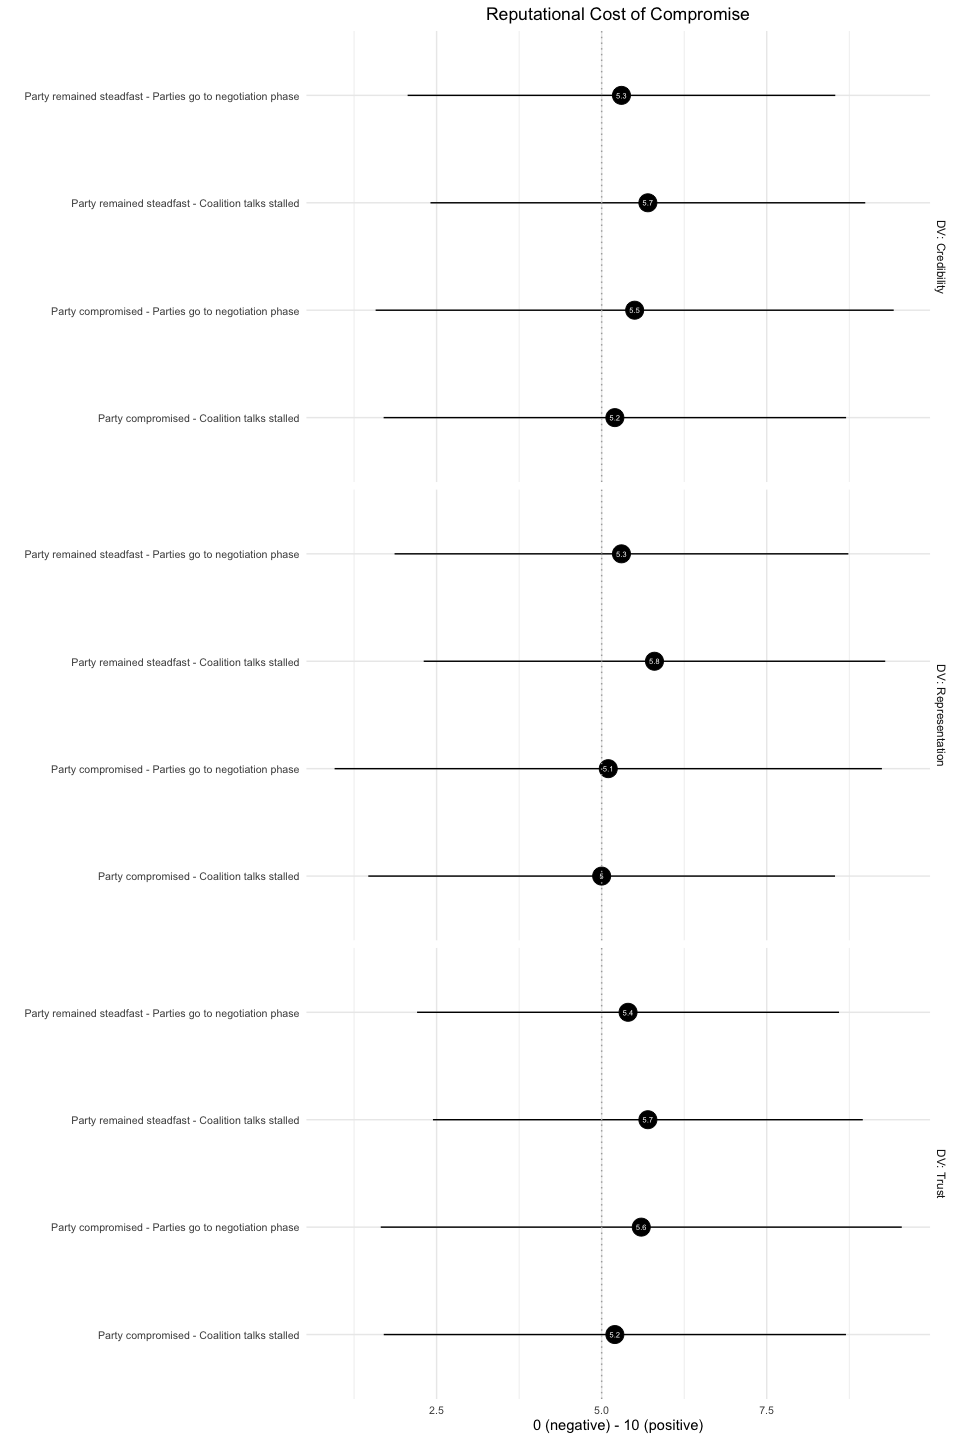 Reputational Cost of Compromise
Party remained steadfast - Parties go to negotiation phase
5.3
Party remained steadfast - Coalition talks stalled
5.7
DV: Credibility
Party compromised - Parties go to negotiation phase
5.5
Party compromised - Coalition talks stalled
5.2
Party remained steadfast - Parties go to negotiation phase
5.3
Party remained steadfast - Coalition talks stalled
5.8
DV: Representation
Party compromised - Parties go to negotiation phase
5.1
Party compromised - Coalition talks stalled
5
Party remained steadfast - Parties go to negotiation phase
5.4
Party remained steadfast - Coalition talks stalled
5.7
DV: Trust
Party compromised - Parties go to negotiation phase
5.6
Party compromised - Coalition talks stalled
5.2
2.5 5.0 7.5
0 (negative) - 10 (positive)